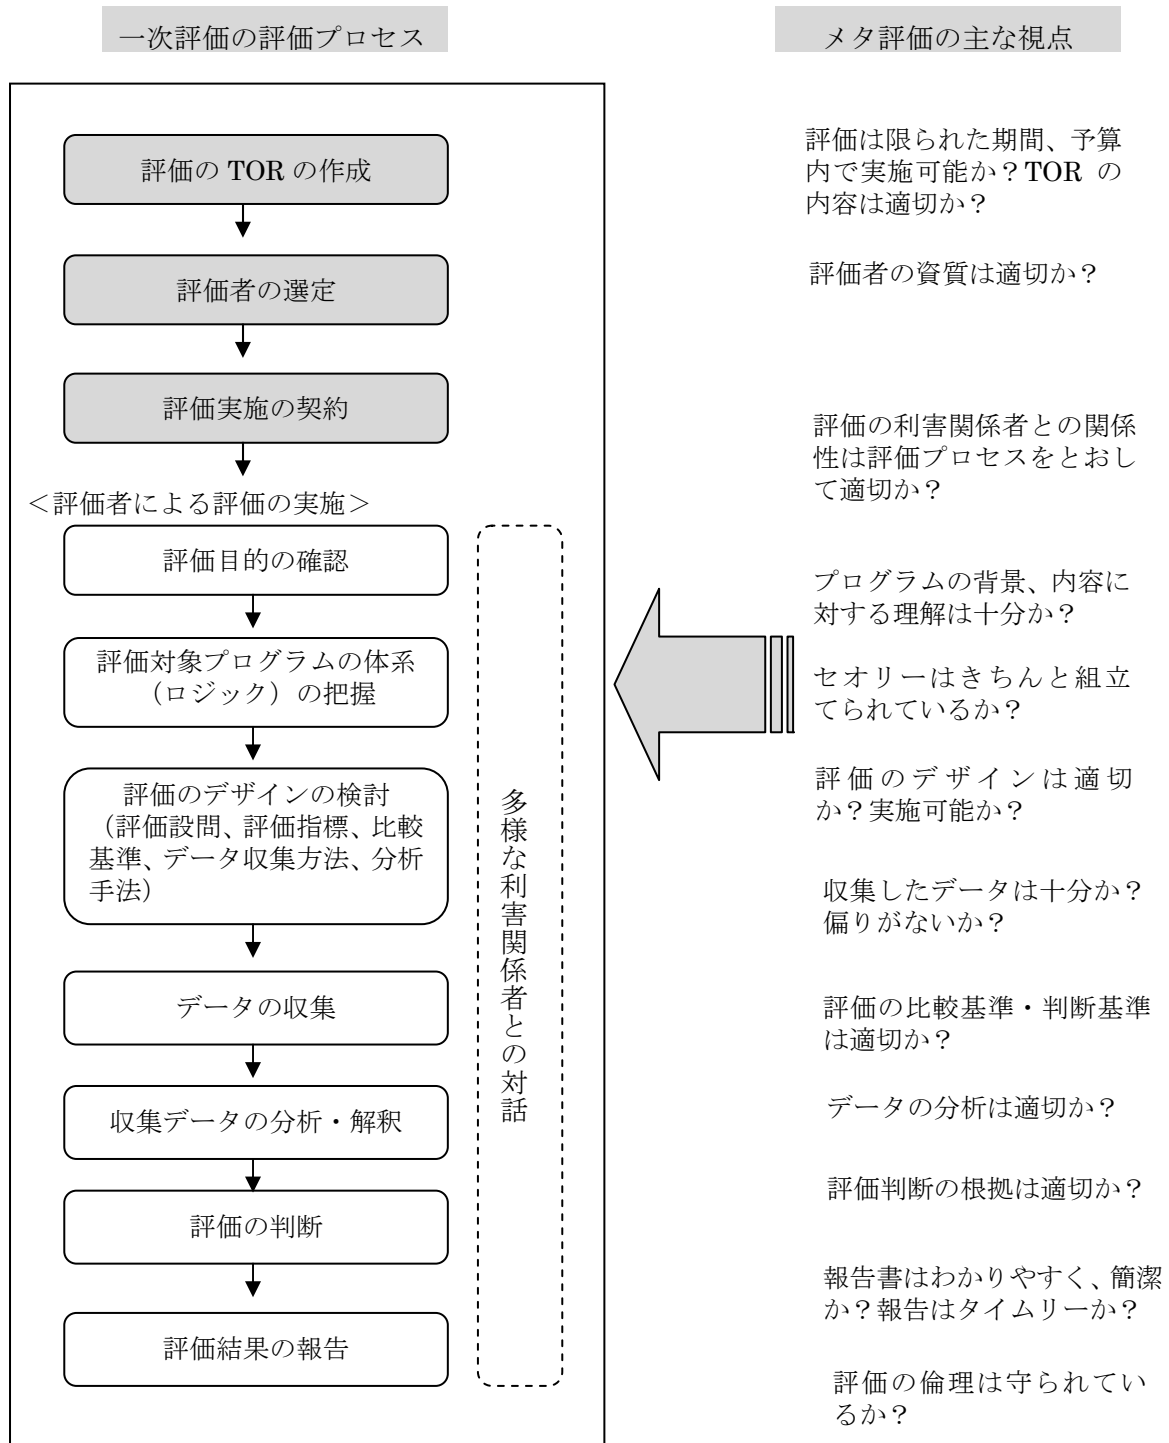 一次評価の評価プロセス
評価の TOR の作成
評価者の選定
評価実施の契約
＜評価者による評価の実施＞
評価目的の確認
評価対象プログラムの体系
（ロジック）の把握
評価のデザインの検討
（評価設問、評価指標、比較
基準、データ収集方法、分析
手法）
データの収集
収集データの分析・解釈
評価の判断
評価結果の報告
多様な利害関係者との対話
メタ評価の主な視点
評価は限られた期間、予算
内で実施可能か？TOR の
内容は適切か？
評価者の資質は適切か？
評価の利害関係者との関係
性は評価プロセスをとおし
て適切か？
プログラムの背景、内容に
対する理解は十分か？
セオリーはきちんと組立
てられているか？
評価のデザインは適切
か？実施可能か？
収集したデータは十分か？
偏りがないか？
評価の比較基準・判断基準
は適切か？
データの分析は適切か？
評価判断の根拠は適切か？
報告書はわかりやすく、簡潔
か？報告はタイムリーか？
評価の倫理は守られてい
るか？